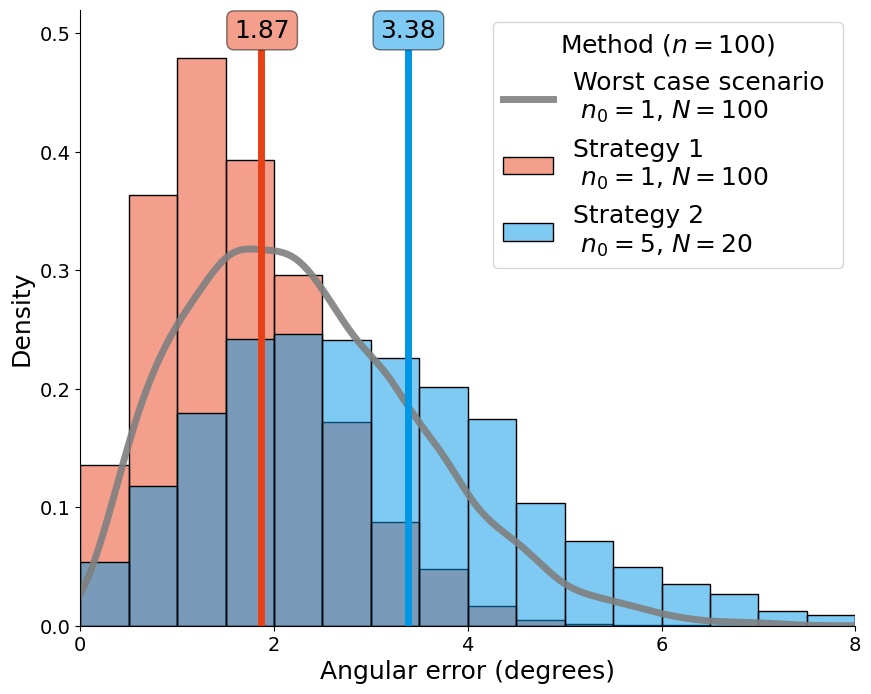 1.87
3.38
Method (n = 100)
Worst case scenario
n₀ = 1, N = 100
Strategy 1
n₀ = 1, N = 100
Strategy 2
n₀ = 5, N = 20
0.5
0.4
0.3
0.2
0.1
0.0
Density
0
2
4
6
8
Angular error (degrees)